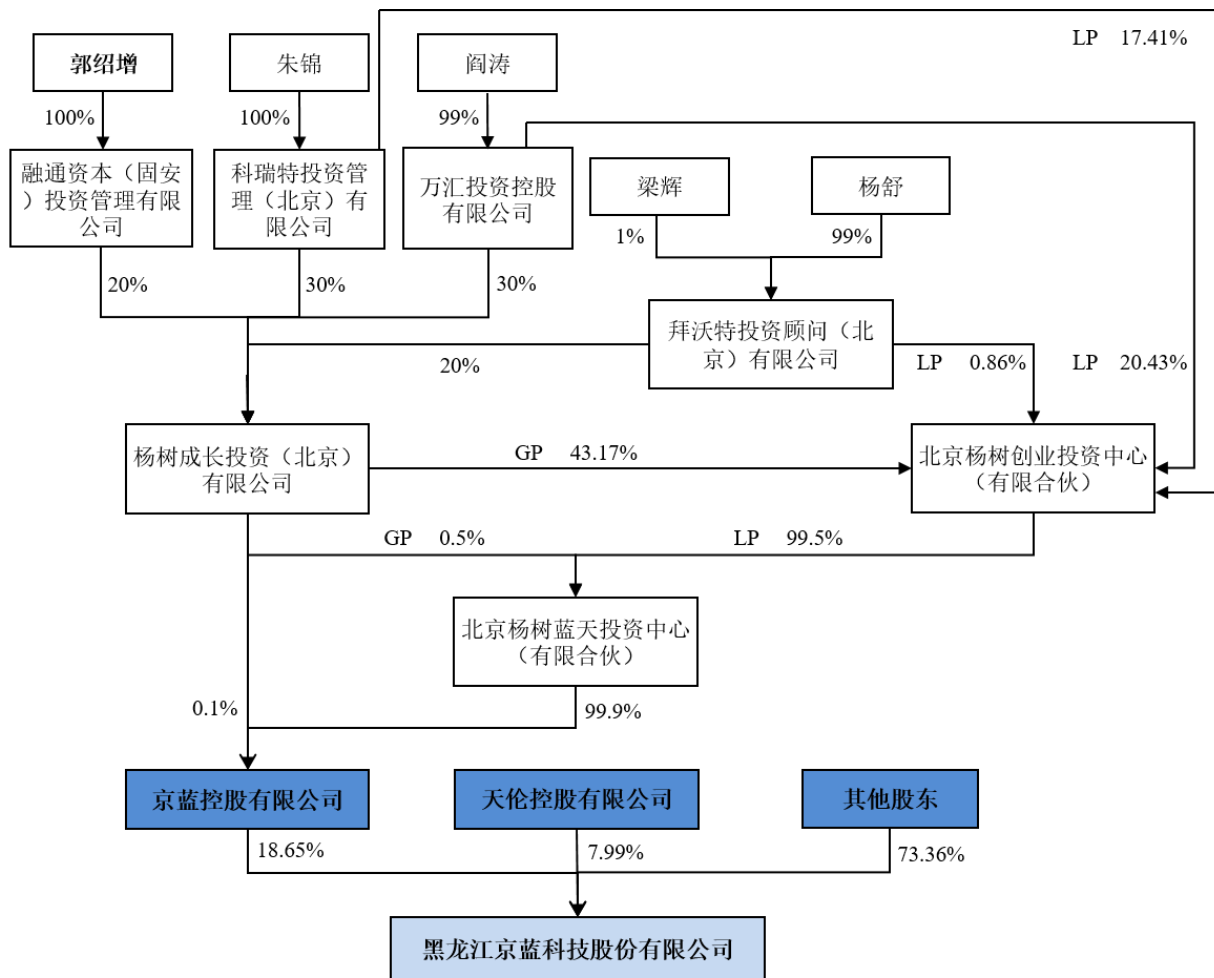 LP 17.41%
郭绍增
朱锦
阎涛
100%
100%
99%
融通资本（固安
）投资管理有限
公司
科瑞特投资管
理（北京）有
限公司
万汇投资控股
有限公司
梁辉
杨舒
1%
99%
20%
30%
30%
拜沃特投资顾问（北
京）有限公司
20%
LP 0.86%
LP 20.43%
杨树成长投资（北京）
有限公司
GP 43.17%
北京杨树创业投资中心
（有限合伙）
GP 0.5%
LP 99.5%
北京杨树蓝天投资中心
（有限合伙）
0.1%
99.9%
京蓝控股有限公司
天伦控股有限公司
其他股东
18.65%
7.99%
73.36%
黑龙江京蓝科技股份有限公司